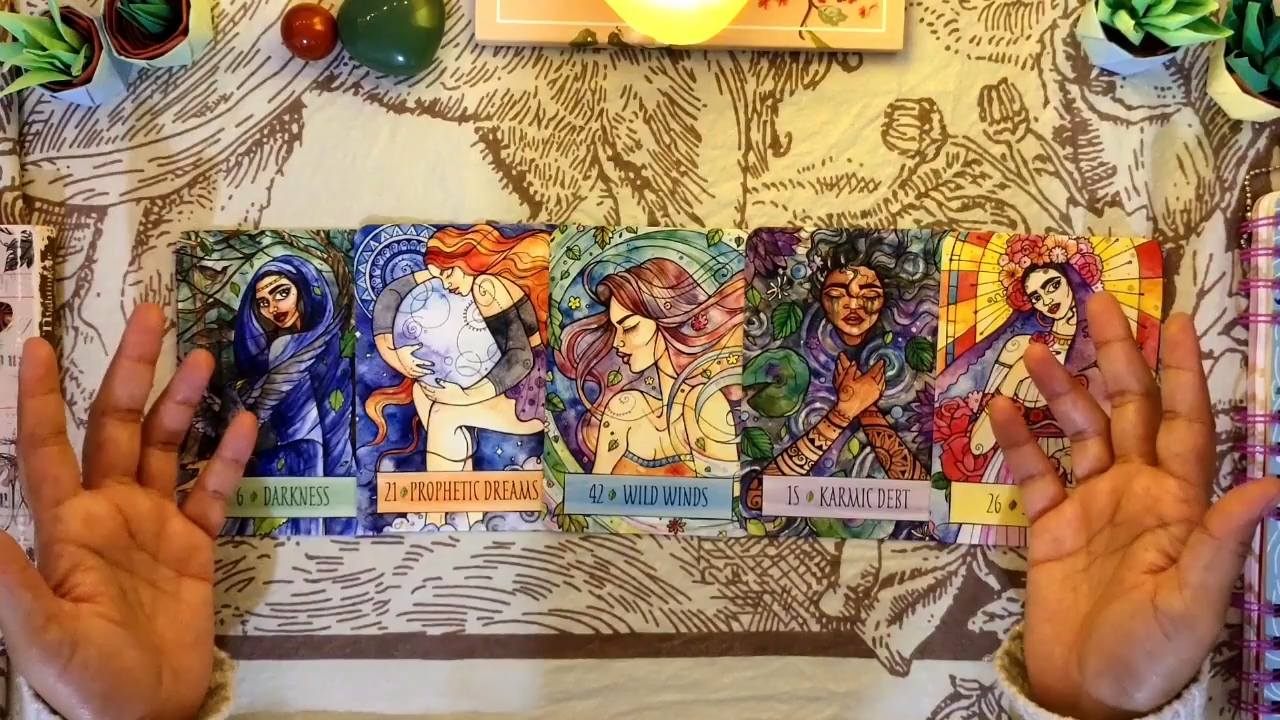 6 DARKNESS
21 PROPHETIC DREAMS
42 WILD WINDS
15 KARMIC DEBT
26